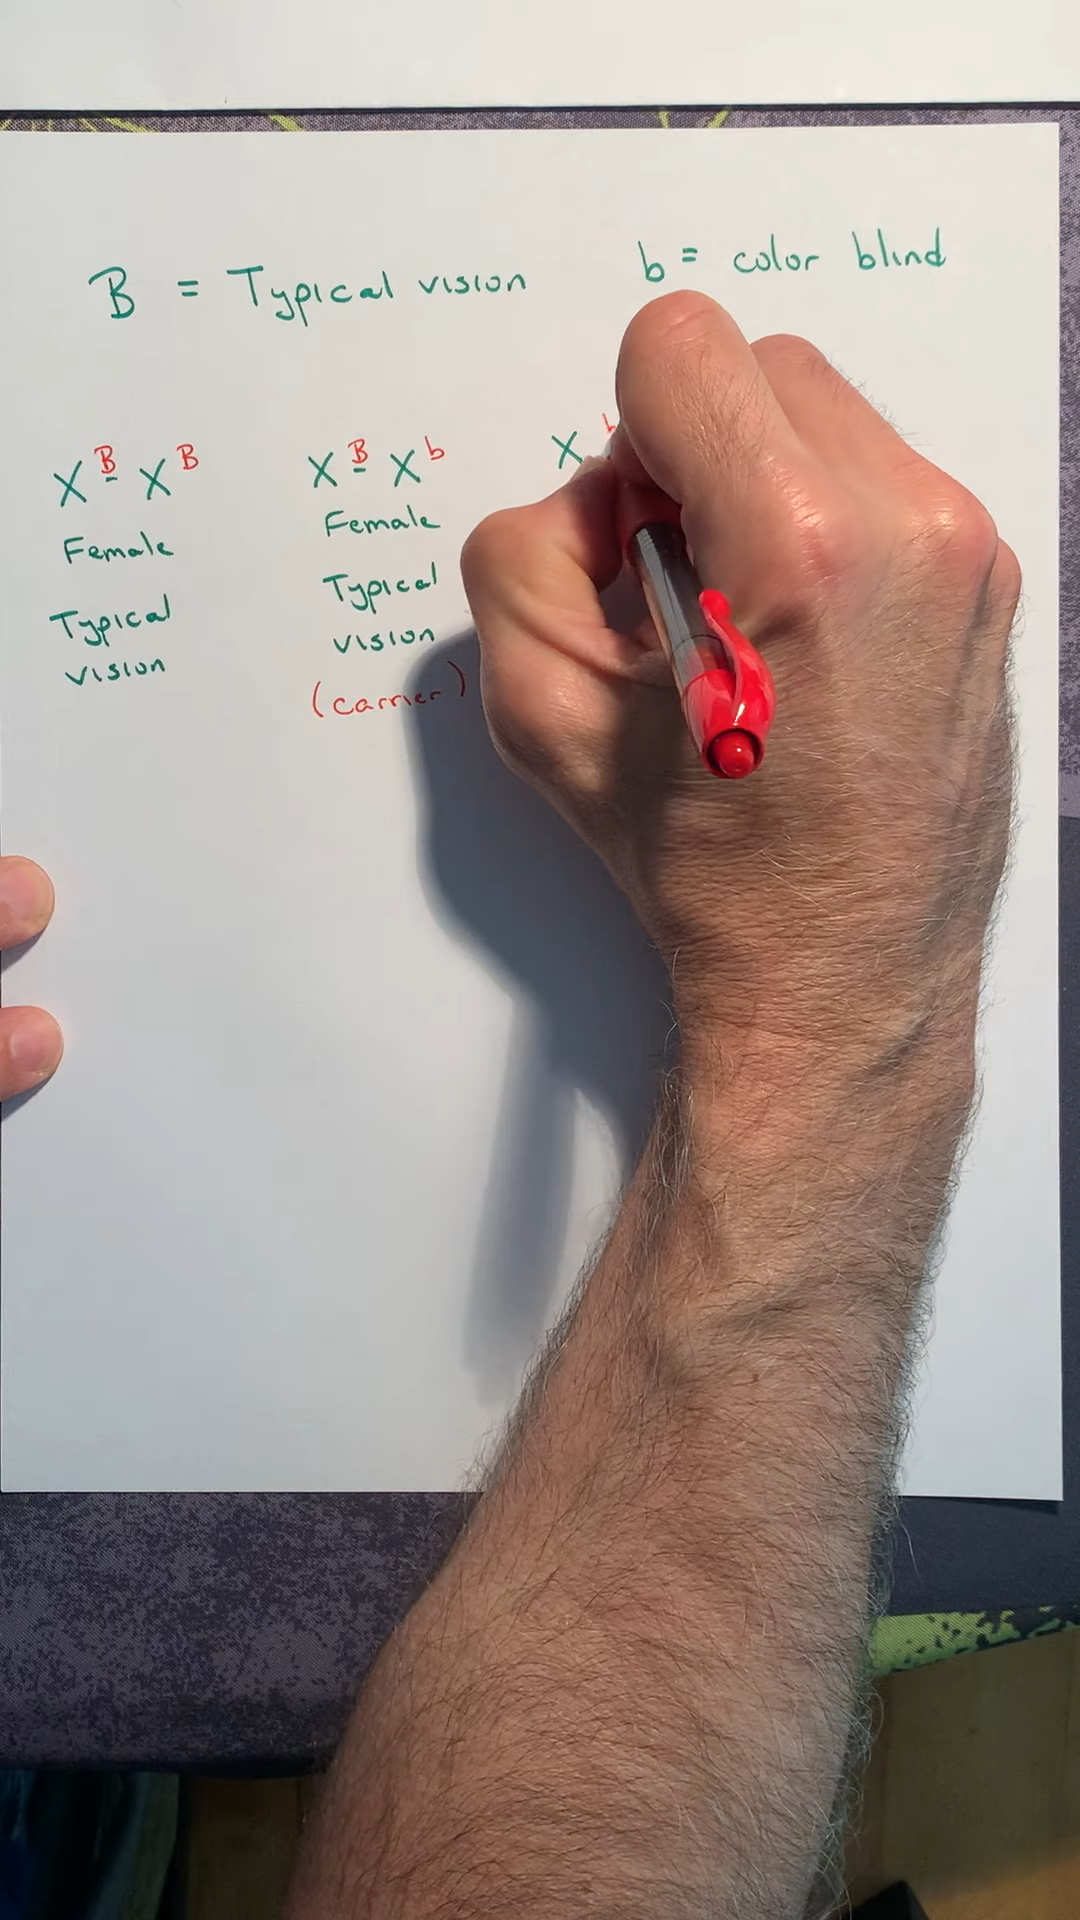 B = Typical vision b = color blind
X^B X^B X^B X^b X
Female Female
Typical Typical
vision vision
(carrier)